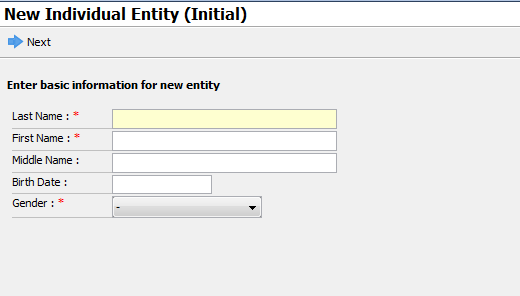 New Individual Entity (Initial)
Next
Enter basic information for new entity
Last Name : *
First Name : *
Middle Name :
Birth Date :
Gender : * -